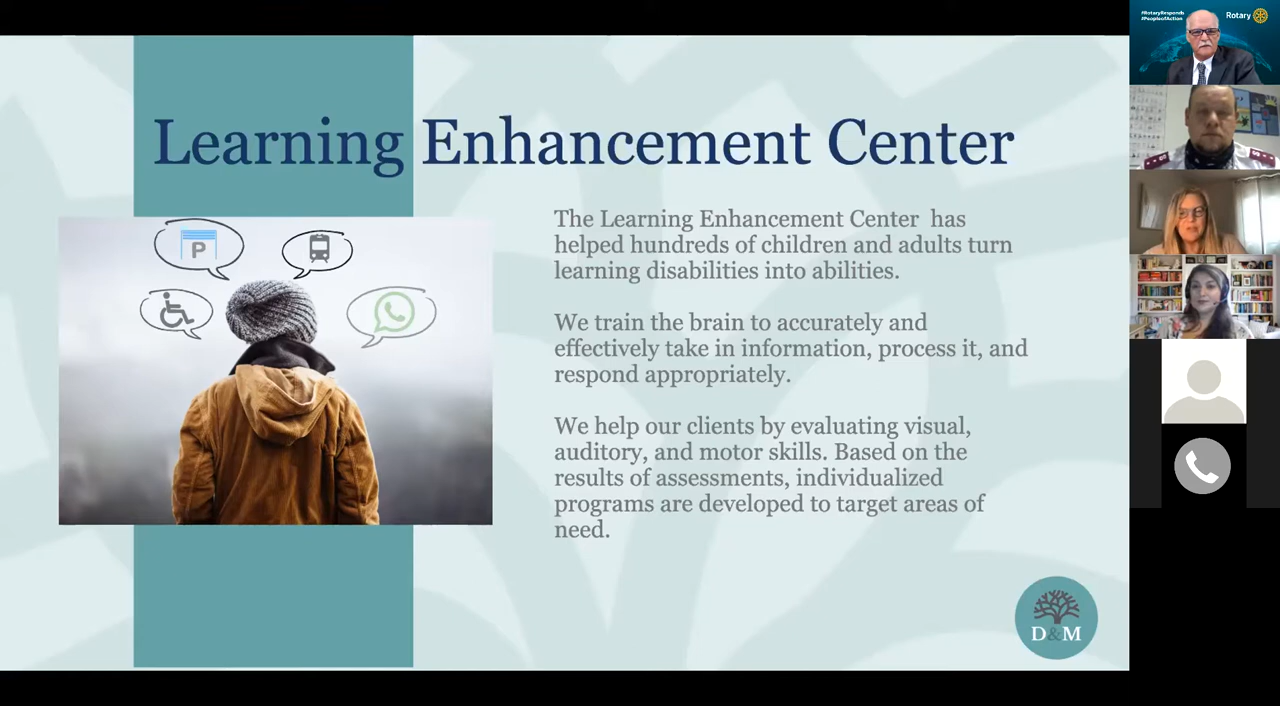 #RotaryResponds
#PeopleofAction
Rotary
Learning Enhancement Center
P
The Learning Enhancement Center has
helped hundreds of children and adults turn
learning disabilities into abilities.
We train the brain to accurately and
effectively take in information, process it, and
respond appropriately.
We help our clients by evaluating visual,
auditory, and motor skills. Based on the
results of assessments, individualized
programs are developed to target areas of
need.
D&M